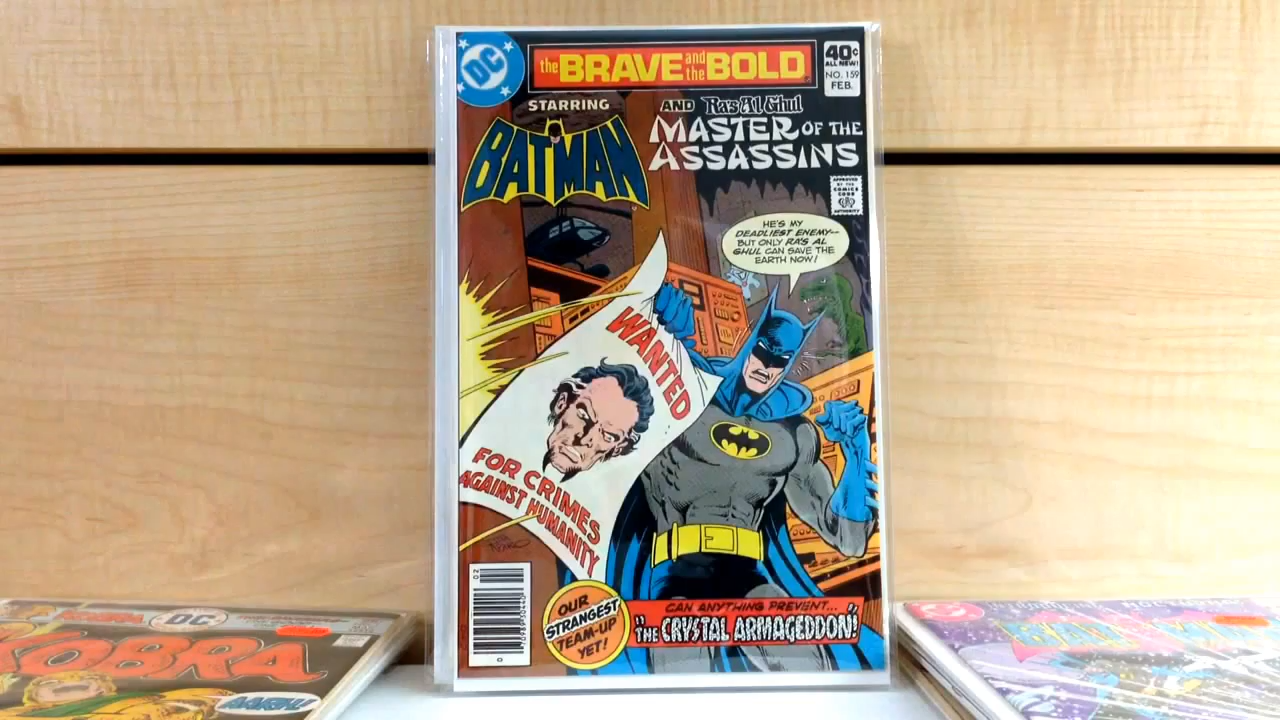 DC
the BRAVE and the BOLD
40¢
ALL NEW!
NO. 159
FEB.
STARRING
BATMAN
AND Ra's Al Ghul
MASTER OF THE
ASSASSINS
APPROVED
BY THE
COMICS
CODE
AUTHORITY
HE'S MY
DEADLIEST ENEMY--
BUT ONLY RA'S AL
GHUL CAN SAVE THE
EARTH NOW!
WANTED
FOR CRIMES
AGAINST HUMANITY
02
OUR
STRANGEST
TEAM-UP
YET!
CAN ANYTHING PREVENT...
"THE CRYSTAL ARMAGEDDON!"
0
DC
KOBRA